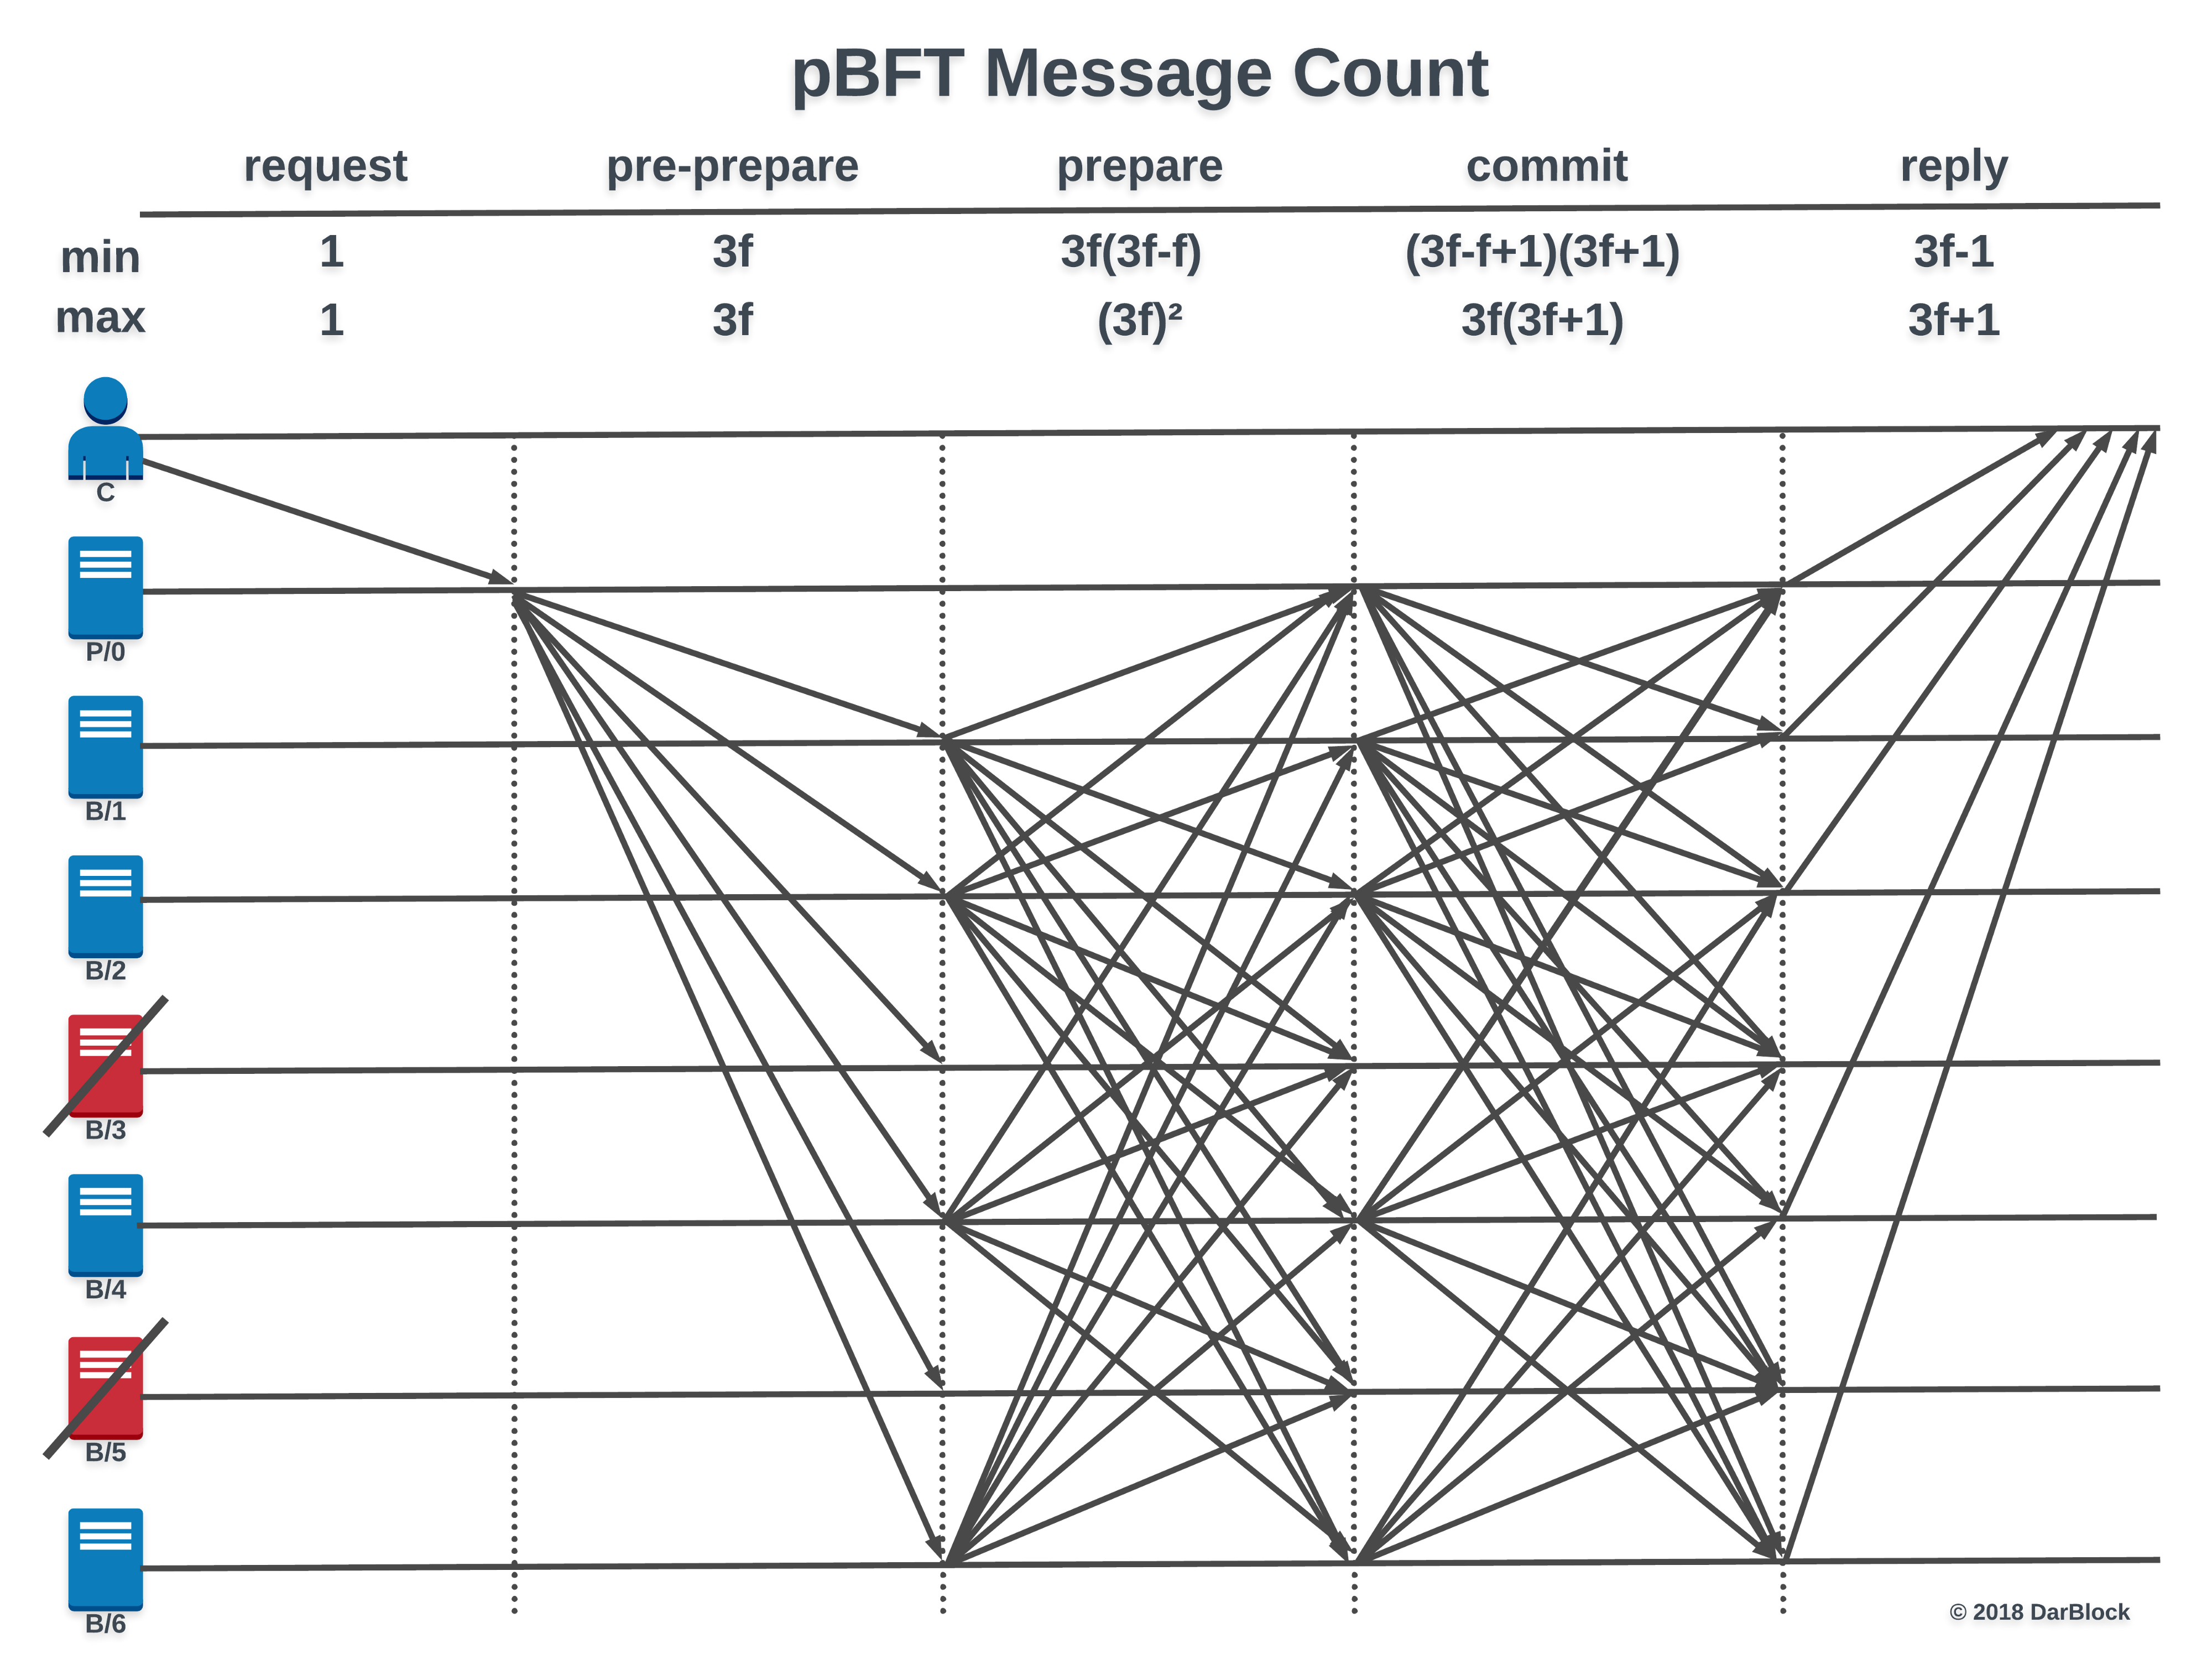 pBFT Message Count
request pre-prepare prepare commit reply
min 1 3f 3f(3f-f) (3f-f+1)(3f+1) 3f-1
max 1 3f (3f)² 3f(3f+1) 3f+1
C
P/0
B/1
B/2
B/3
B/4
B/5
B/6
© 2018 DarBlock